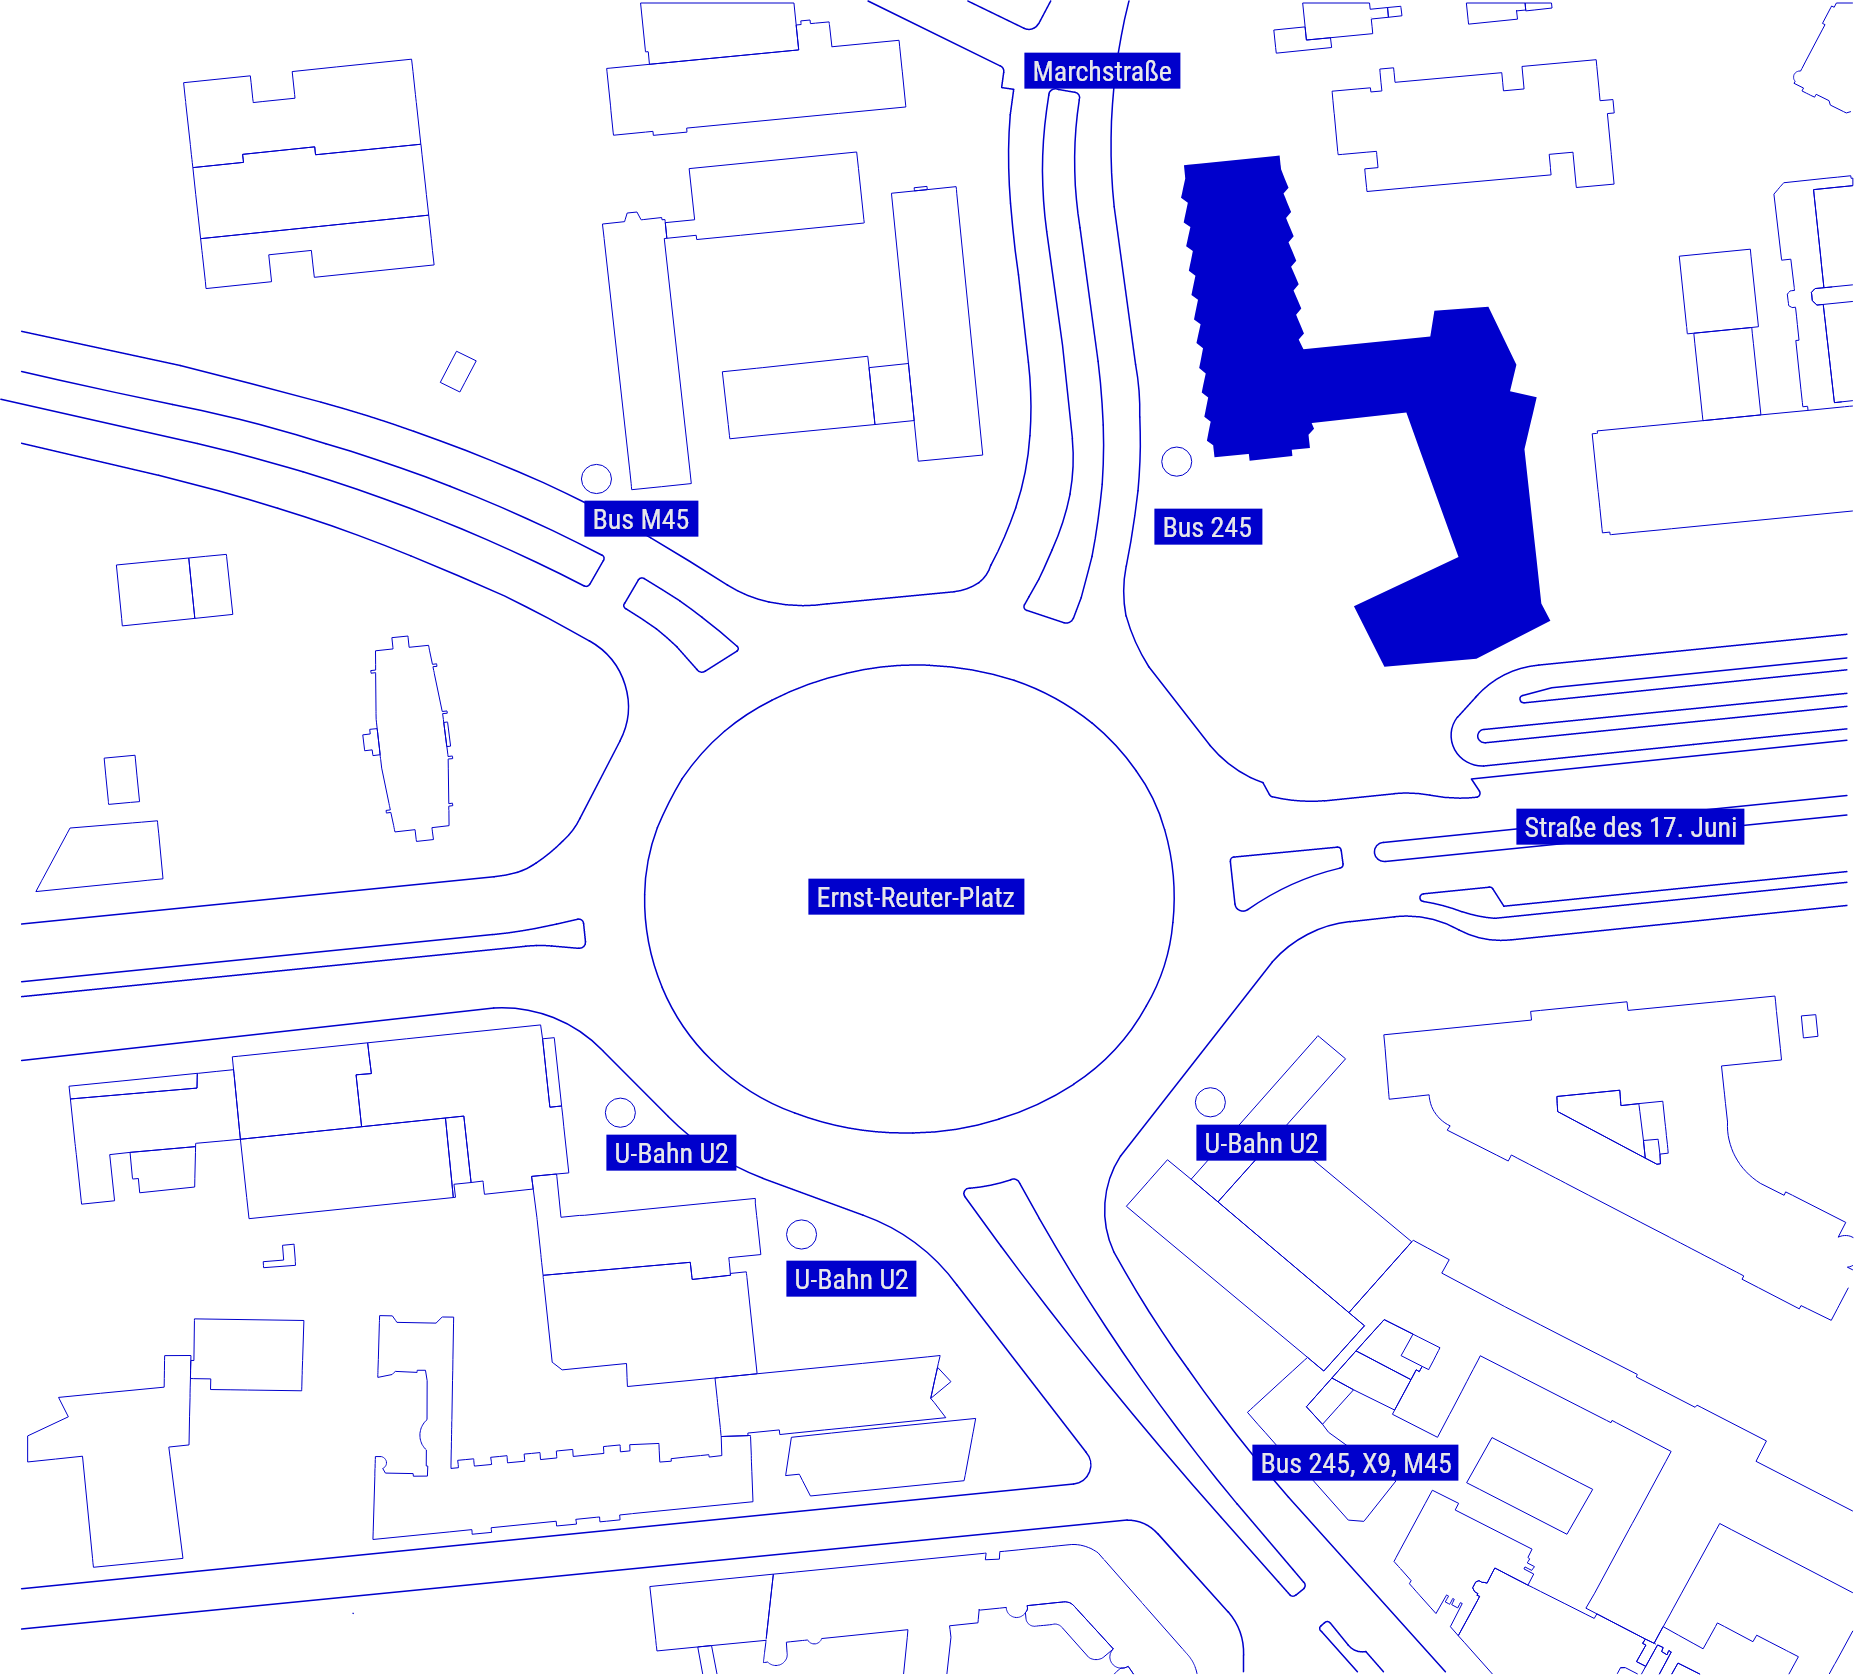 Marchstraße
Bus M45
Bus 245
Straße des 17. Juni
Ernst-Reuter-Platz
U-Bahn U2
U-Bahn U2
U-Bahn U2
Bus 245, X9, M45